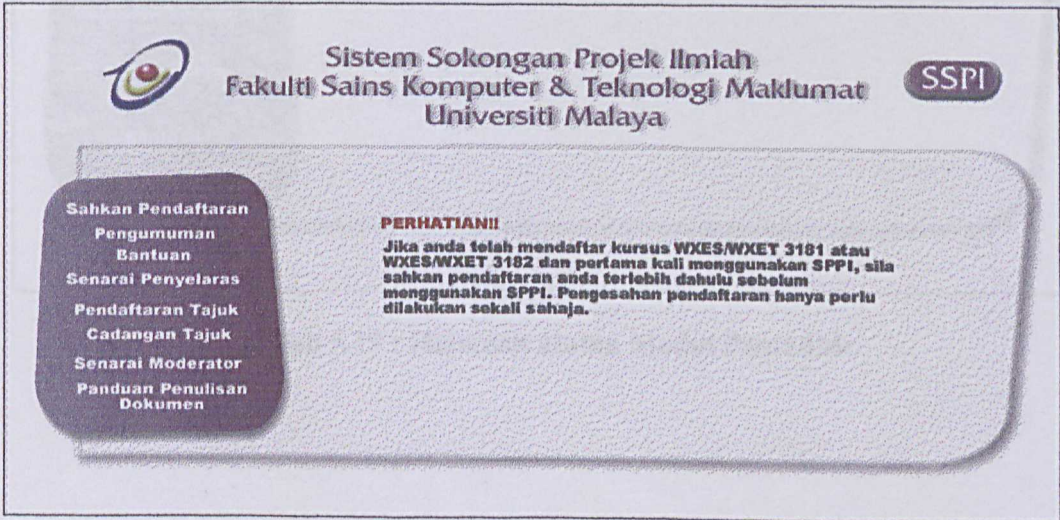 Sistem Sokongan Projek Ilmiah
Fakulti Sains Komputer & Teknologi Maklumat
Universiti Malaya
SSPI
Sahkan Pendaftaran
Pengumuman
Bantuan
Senarai Penyelaras
Pendaftaran Tajuk
Cadangan Tajuk
Senarai Moderator
Panduan Penulisan
Dokumen
PERHATIAN!!
Jika anda telah mendaftar kursus WXES/WXET 3181 atau
WXES/WXET 3182 dan pertama kali menggunakan SPPI, sila
sahkan pendaftaran anda terlebih dahulu sebelum
menggunakan SPPI. Pengesahan pendaftaran hanya perlu
dilakukan sekali sahaja.